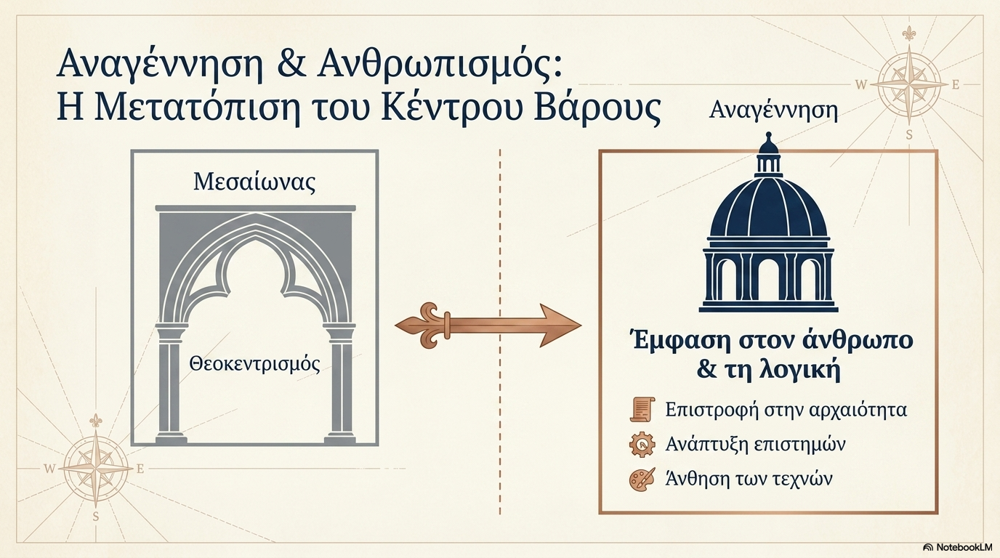 Αναγέννηση & Ανθρωπισμός:
Η Μετατόπιση του Κέντρου Βάρους
Μεσαίωνας
Θεοκεντρισμός
Αναγέννηση
Έμφαση στον άνθρωπο
& τη λογική
Επιστροφή στην αρχαιότητα
Ανάπτυξη επιστημών
Άνθηση των τεχνών
W E
S
W E
S
NotebookLM